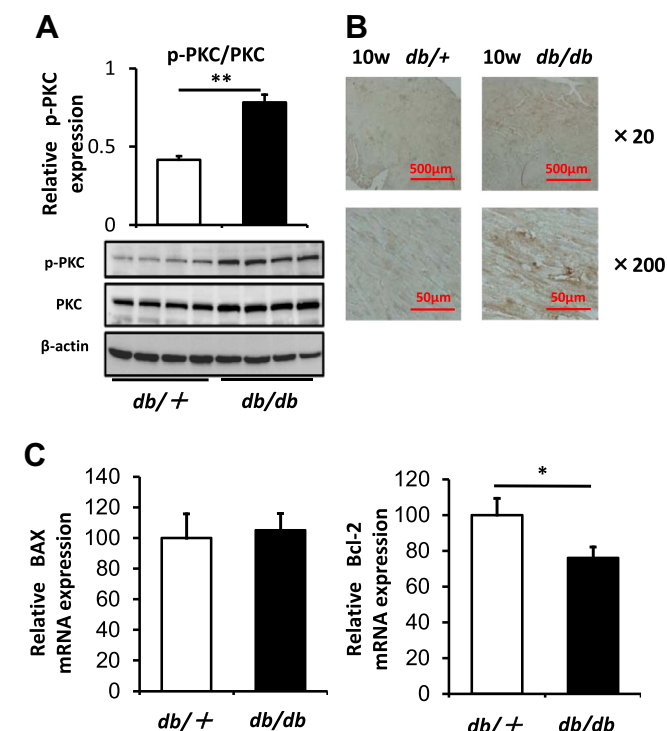 A
p-PKC/PKC
**
Relative p-PKC
expression
1
0.5
0
p-PKC
PKC
β-actin
db/+
db/db
B
10w db/+
10w db/db
500µm
500µm
×20
50µm
50µm
×200
C
Relative BAX
mRNA expression
140
120
100
80
60
40
20
0
db/+
db/db
Relative Bcl-2
mRNA expression
*
120
100
80
60
40
20
0
db/+
db/db